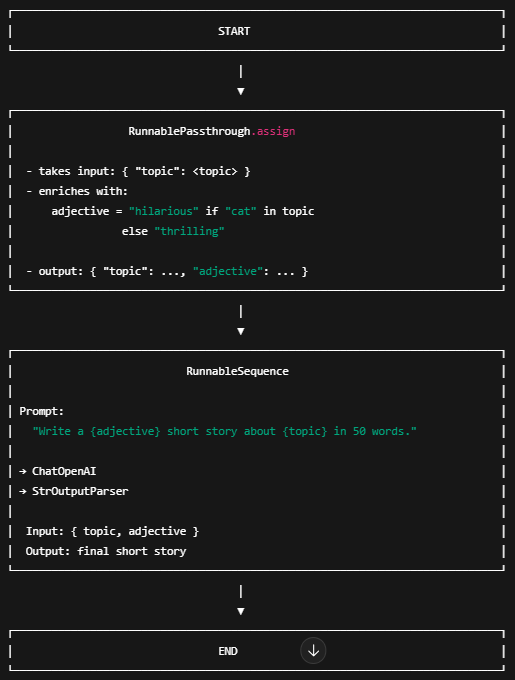 START
RunnablePassthrough.assign
- takes input: { "topic": <topic> }
- enriches with:
adjective = "hilarious" if "cat" in topic
else "thrilling"
- output: { "topic": ..., "adjective": ... }
RunnableSequence
Prompt:
"Write a {adjective} short story about {topic} in 50 words."
→ ChatOpenAI
→ StrOutputParser
Input: { topic, adjective }
Output: final short story
END